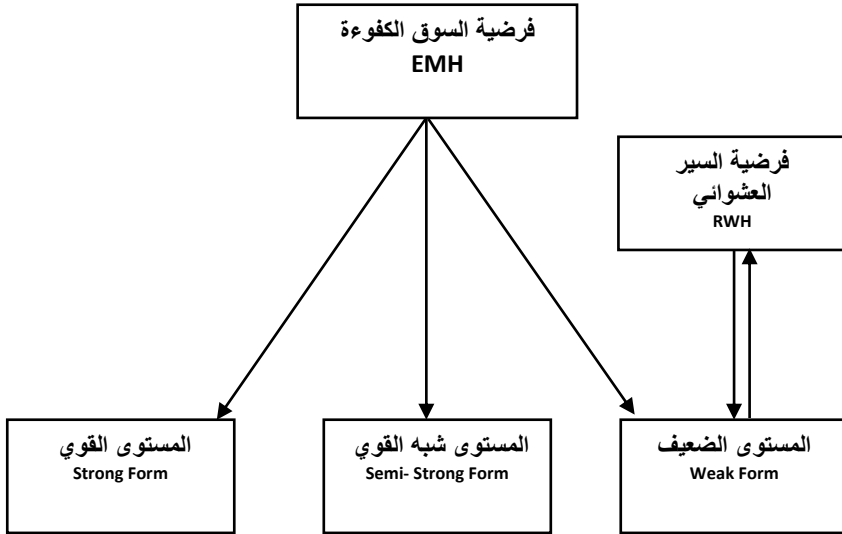 فرضية السوق الكفوءة
EMH
فرضية السير
العشوائي
RWH
المستوى الضعيف
Weak Form
المستوى شبه القوي
Semi- Strong Form
المستوى القوي
Strong Form